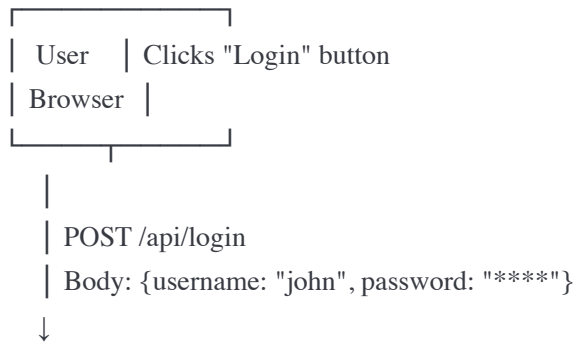 User Clicks "Login" button
Browser
POST /api/login
Body: {username: "john", password: "****"}